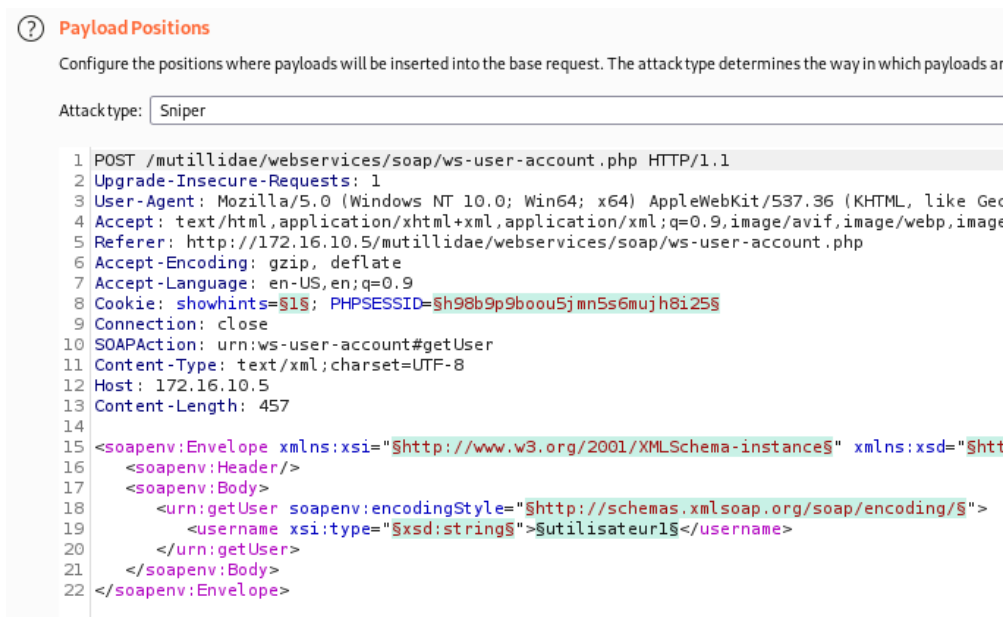 ? Payload Positions
Configure the positions where payloads will be inserted into the base request. The attack type determines the way in which payloads
Attack type: Sniper
1 POST /mutillidae/webservices/soap/ws-user-account.php HTTP/1.1
2 Upgrade-Insecure-Requests: 1
3 User-Agent: Mozilla/5.0 (Windows NT 10.0; Win64; x64) AppleWebKit/537.36 (KHTML, like Gec
4 Accept: text/html,application/xhtml+xml,application/xml;q=0.9,image/avif,image/webp,image
5 Referer: http://172.16.10.5/mutillidae/webservices/soap/ws-user-account.php
6 Accept-Encoding: gzip, deflate
7 Accept-Language: en-US,en;q=0.9
8 Cookie: showhints=§1§; PHPSESSID=§h98b9p9boou5jmn5s6mujh8i25§
9 Connection: close
10 SOAPAction: urn:ws-user-account#getUser
11 Content-Type: text/xml;charset=UTF-8
12 Host: 172.16.10.5
13 Content-Length: 457
14
15 <soapenv:Envelope xmlns:xsi="§http://www.w3.org/2001/XMLSchema-instance§" xmlns:xsd="§htt
16 <soapenv:Header/>
17 <soapenv:Body>
18 <urn:getUser soapenv:encodingStyle="§http://schemas.xmlsoap.org/soap/encoding/§">
19 <username xsi:type="§xsd:string§">§utilisateur1§</username>
20 </urn:getUser>
21 </soapenv:Body>
22 </soapenv:Envelope>